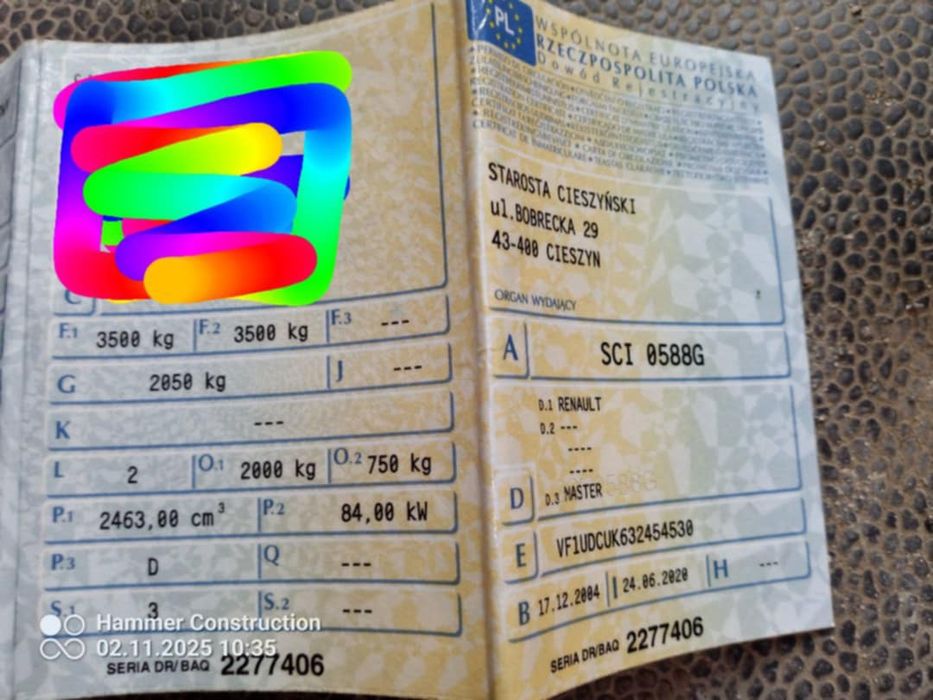 C
F.1 3500 kg F.2 3500 kg F.3 ---
G 2050 kg J ---
K ---
L 2 O.1 2000 kg O.2 750 kg
P.1 2463,00 cm³ P.2 84,00 kW
P.3 D Q ---
S.1 3 S.2 ---
SERIA DR/BAQ 2277406
Hammer Construction
02.11.2025 10:35
PL
WSPÓLNOTA EUROPEJSKA
RZECZPOSPOLITA POLSKA
Dowód Rejestracyjny
STAROSTA CIESZYŃSKI
ul.BOBRECKA 29
43-400 CIESZYN
ORGAN WYDAJĄCY
A SCI 0588G
D.1 RENAULT
D.2 ---
----
----
D D.3 MASTER
E VF1UDCUK632454530
B 17.12.2004 I 24.06.2020 H ---
SERIA DR/BAQ 2277406